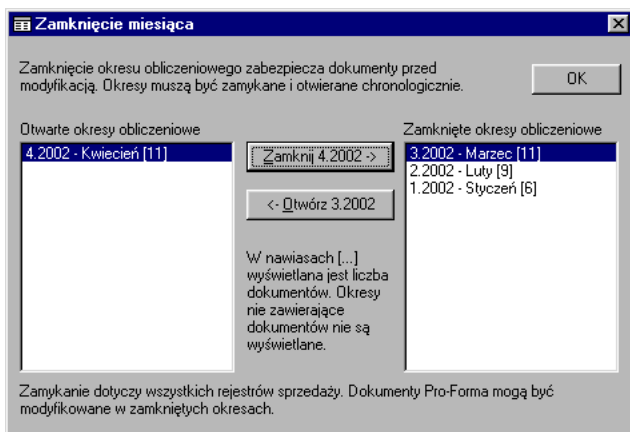 Zamknięcie miesiąca
Zamknięcie okresu obliczeniowego zabezpiecza dokumenty przed
modyfikacją. Okresy muszą być zamykane i otwierane chronologicznie.
OK
Otwarte okresy obliczeniowe
4.2002 - Kwiecień [11]
Zamknij 4.2002 ->
<- Otwórz 3.2002
W nawiasach [...]
wyświetlana jest liczba
dokumentów. Okresy
nie zawierające
dokumentów nie są
wyświetlane.
Zamknięte okresy obliczeniowe
3.2002 - Marzec [11]
2.2002 - Luty [9]
1.2002 - Styczeń [6]
Zamykanie dotyczy wszystkich rejestrów sprzedaży. Dokumenty Pro-Forma mogą być
modyfikowane w zamkniętych okresach.